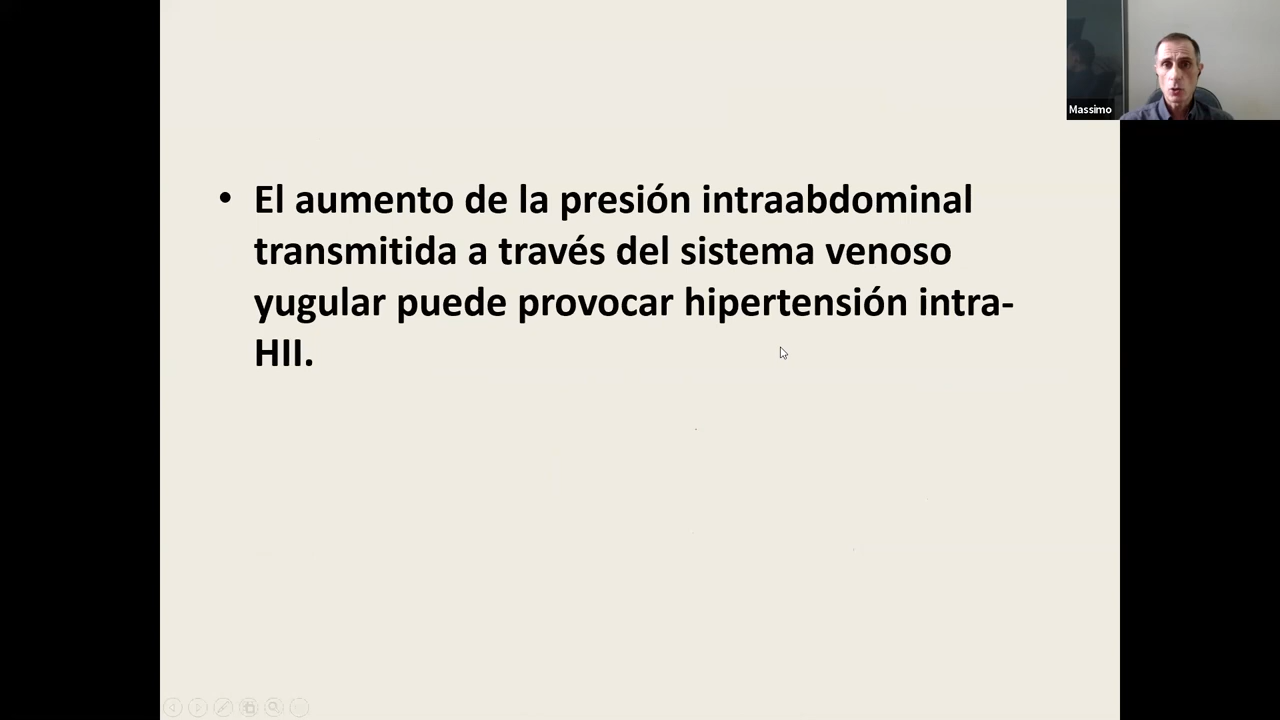 Massimo
• El aumento de la presión intraabdominal
transmitida a través del sistema venoso
yugular puede provocar hipertensión intra-
HII.